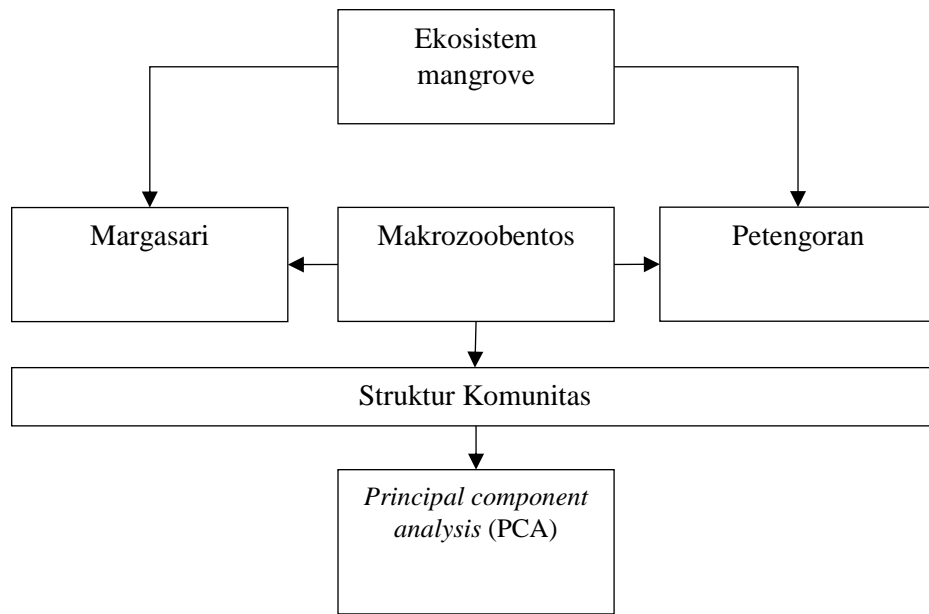 Ekosistem
mangrove
Margasari
Makrozoobentos
Petengoran
Struktur Komunitas
Principal component
analysis (PCA)